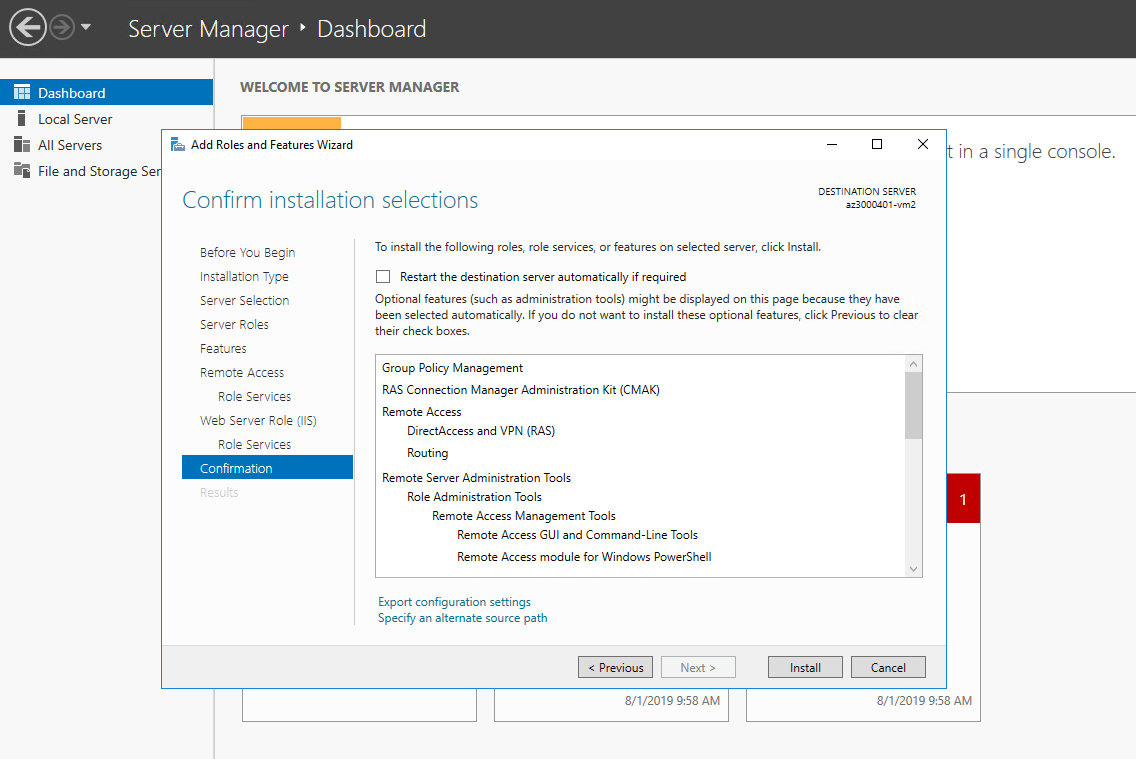 Server Manager ‣ Dashboard
WELCOME TO SERVER MANAGER
Dashboard
Local Server
All Servers
File and Storage Ser
t in a single console.
Add Roles and Features Wizard
Confirm installation selections
DESTINATION SERVER
az3000401-vm2
Before You Begin
Installation Type
Server Selection
Server Roles
Features
Remote Access
Role Services
Web Server Role (IIS)
Role Services
Confirmation
Results
To install the following roles, role services, or features on selected server, click Install.
Restart the destination server automatically if required
Optional features (such as administration tools) might be displayed on this page because they have
been selected automatically. If you do not want to install these optional features, click Previous to clear
their check boxes.
Group Policy Management
RAS Connection Manager Administration Kit (CMAK)
Remote Access
DirectAccess and VPN (RAS)
Routing
Remote Server Administration Tools
Role Administration Tools
Remote Access Management Tools
Remote Access GUI and Command-Line Tools
Remote Access module for Windows PowerShell
Export configuration settings
Specify an alternate source path
1
< Previous
Next >
Install
Cancel
8/1/2019 9:58 AM
8/1/2019 9:58 AM